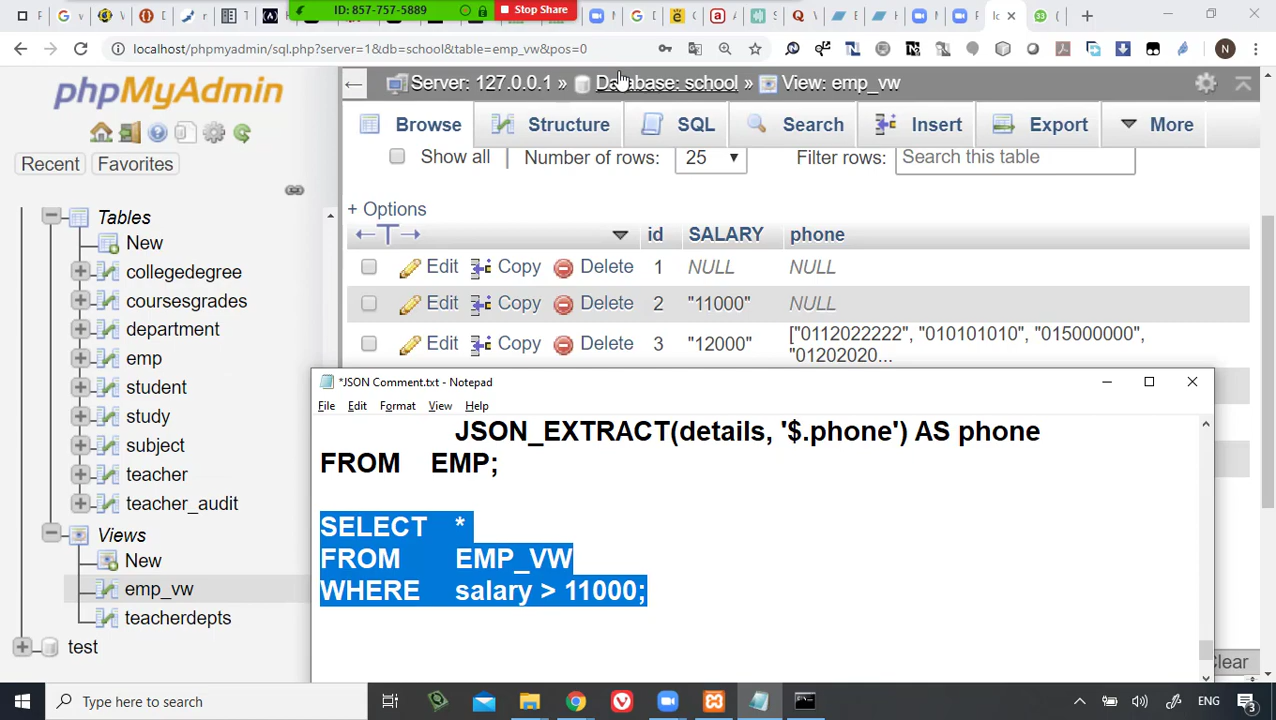 ID: 857-757-5889
Stop Share
localhost/phpmyadmin/sql.php?server=1&db=school&table=emp_vw&pos=0
N
phpMyAdmin
Recent
Favorites
Tables
New
collegedegree
coursesgrades
department
emp
student
study
subject
teacher
teacher_audit
Views
New
emp_vw
teacherdepts
test
Server: 127.0.0.1 » Database: school » View: emp_vw
Browse
Structure
SQL
Search
Insert
Export
More
Show all
Number of rows:
25
Filter rows:
Search this table
+ Options
id
SALARY
phone
Edit Copy Delete 1 NULL NULL
Edit Copy Delete 2 "11000" NULL
Edit Copy Delete 3 "12000" ["0112022222", "010101010", "015000000",
"01202020...
*JSON Comment.txt - Notepad
File Edit Format View Help
JSON_EXTRACT(details, '$.phone') AS phone
FROM EMP;
SELECT *
FROM EMP_VW
WHERE salary > 11000;
Clear
Type here to search
ENG
3